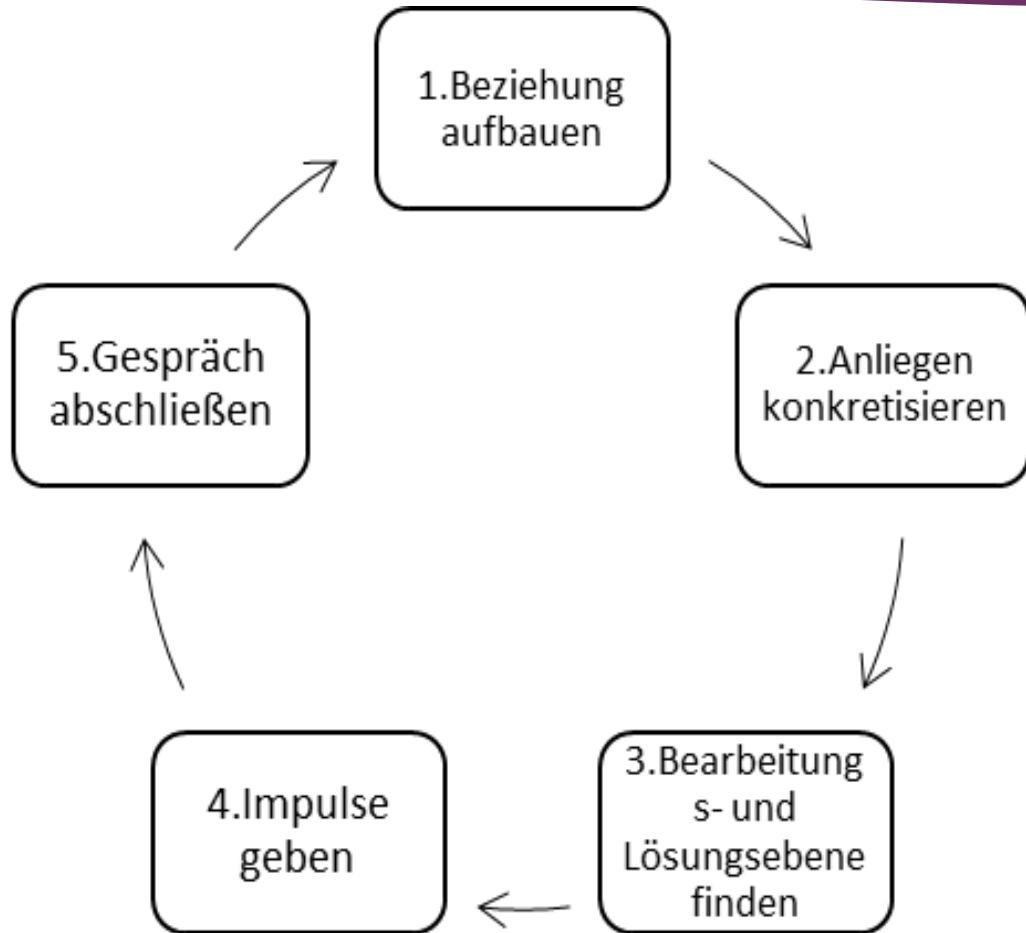 1.Beziehung
aufbauen
2.Anliegen
konkretisieren
3.Bearbeitung
s- und
Lösungsebene
finden
4.Impulse
geben
5.Gespräch
abschließen